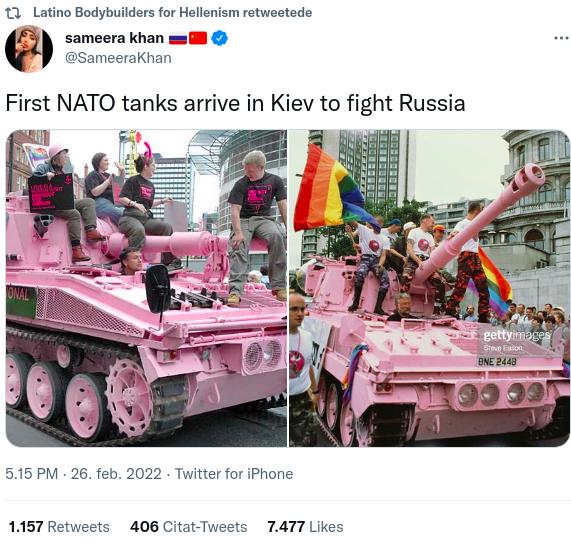 Latino Bodybuilders for Hellenism retweetede
sameera khan
@SameeraKhan
First NATO tanks arrive in Kiev to fight Russia
ONAL
gettyimages
Steve Eason
BNE 2448
5.15 PM · 26. feb. 2022 · Twitter for iPhone
1.157 Retweets 406 Citat-Tweets 7.477 Likes